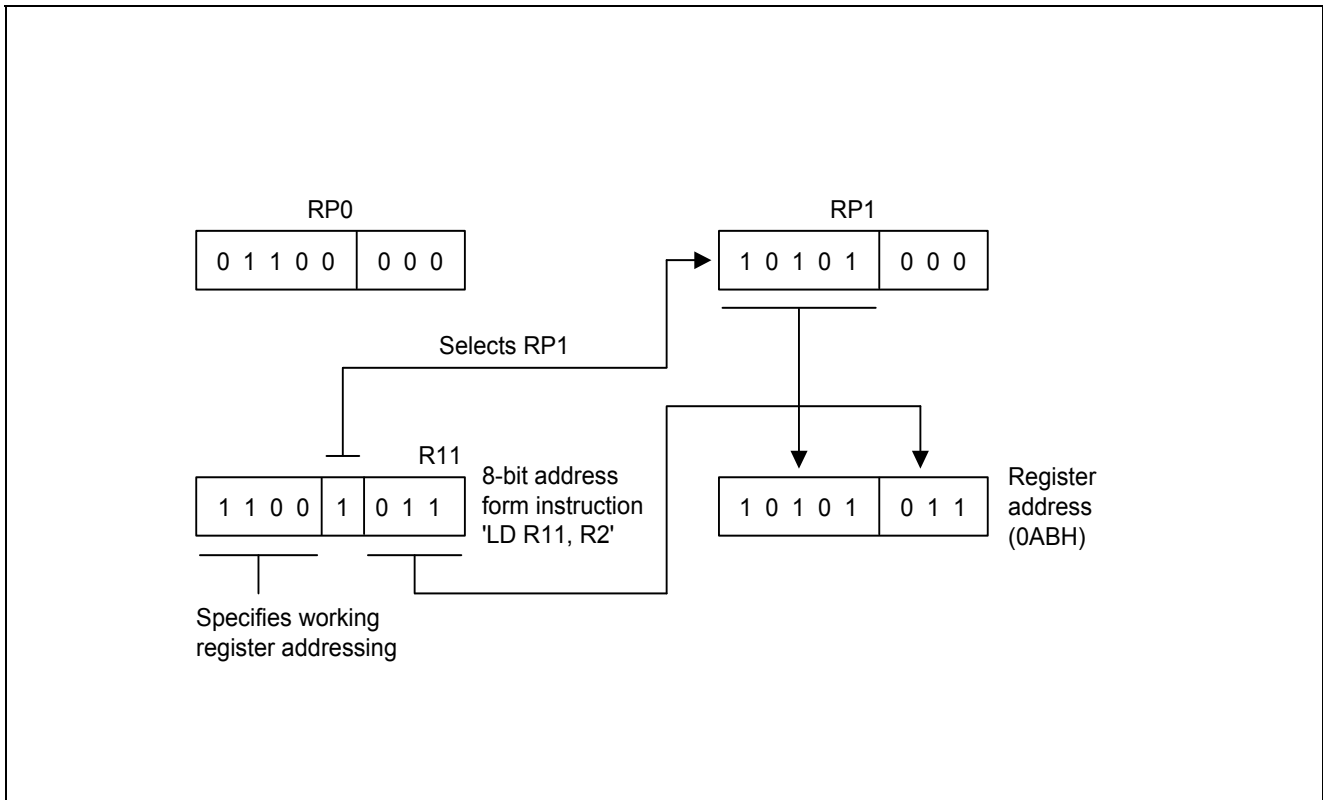 RP0
0 1 1 0 0 0 0 0
RP1
1 0 1 0 1 0 0 0
Selects RP1
R11
1 1 0 0 1 0 1 1
8-bit address
form instruction
'LD R11, R2'
1 0 1 0 1 0 1 1
Register
address
(0ABH)
Specifies working
register addressing